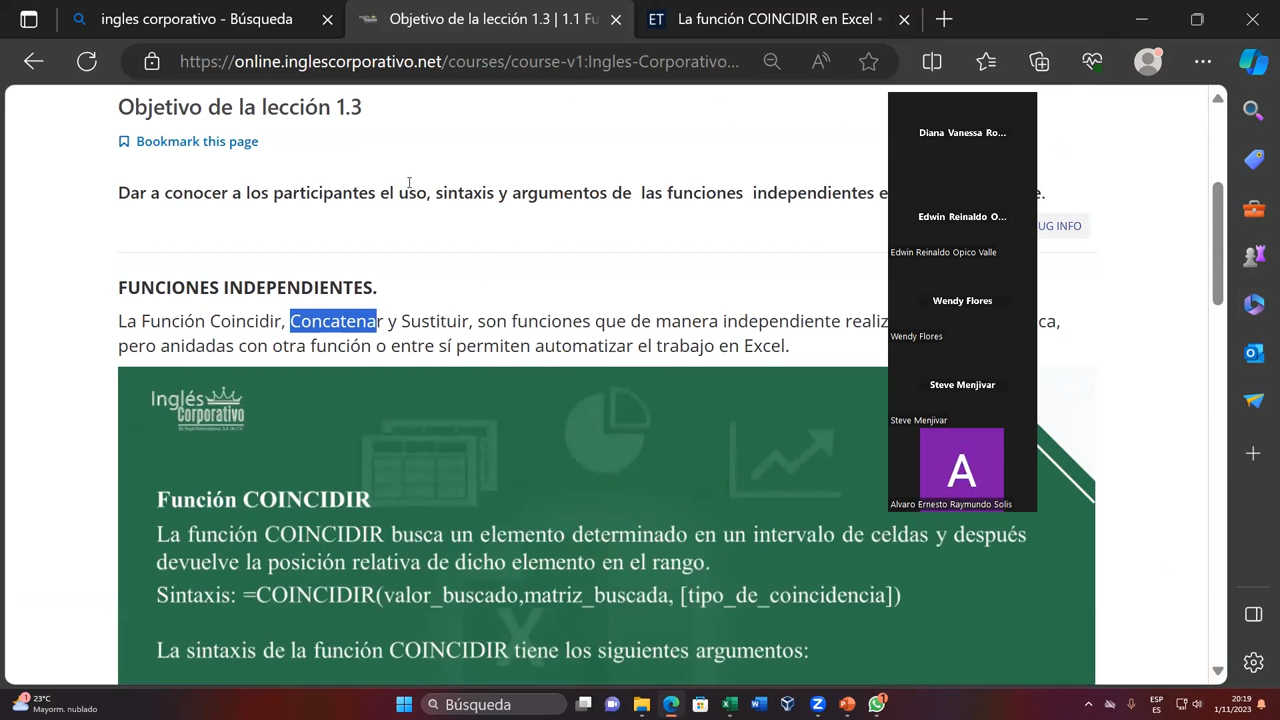 ingles corporativo - Búsqueda
Objetivo de la lección 1.3 | 1.1 Fu
ET La función COINCIDIR en Excel •
https://online.inglescorporativo.net/courses/course-v1:Ingles-Corporativo...
Objetivo de la lección 1.3
Bookmark this page
Dar a conocer a los participantes el uso, sintaxis y argumentos de las funciones independientes e
e.
UG INFO
FUNCIONES INDEPENDIENTES.
La Función Coincidir, Concatenar y Sustituir, son funciones que de manera independiente realiz
ca,
pero anidadas con otra función o entre sí permiten automatizar el trabajo en Excel.
Inglés
Corporativo
Función COINCIDIR
La función COINCIDIR busca un elemento determinado en un intervalo de celdas y después
devuelve la posición relativa de dicho elemento en el rango.
Sintaxis: =COINCIDIR(valor_buscado,matriz_buscada, [tipo_de_coincidencia])
La sintaxis de la función COINCIDIR tiene los siguientes argumentos:
Diana Vanessa Ro...
Edwin Reinaldo O...
Edwin Reinaldo Opico Valle
Wendy Flores
Wendy Flores
Steve Menjivar
Steve Menjivar
A
Alvaro Ernesto Raymundo Solis
1
23°C
Mayorm. nublado
Búsqueda
1
ESP
ES
20:19
1/11/2023